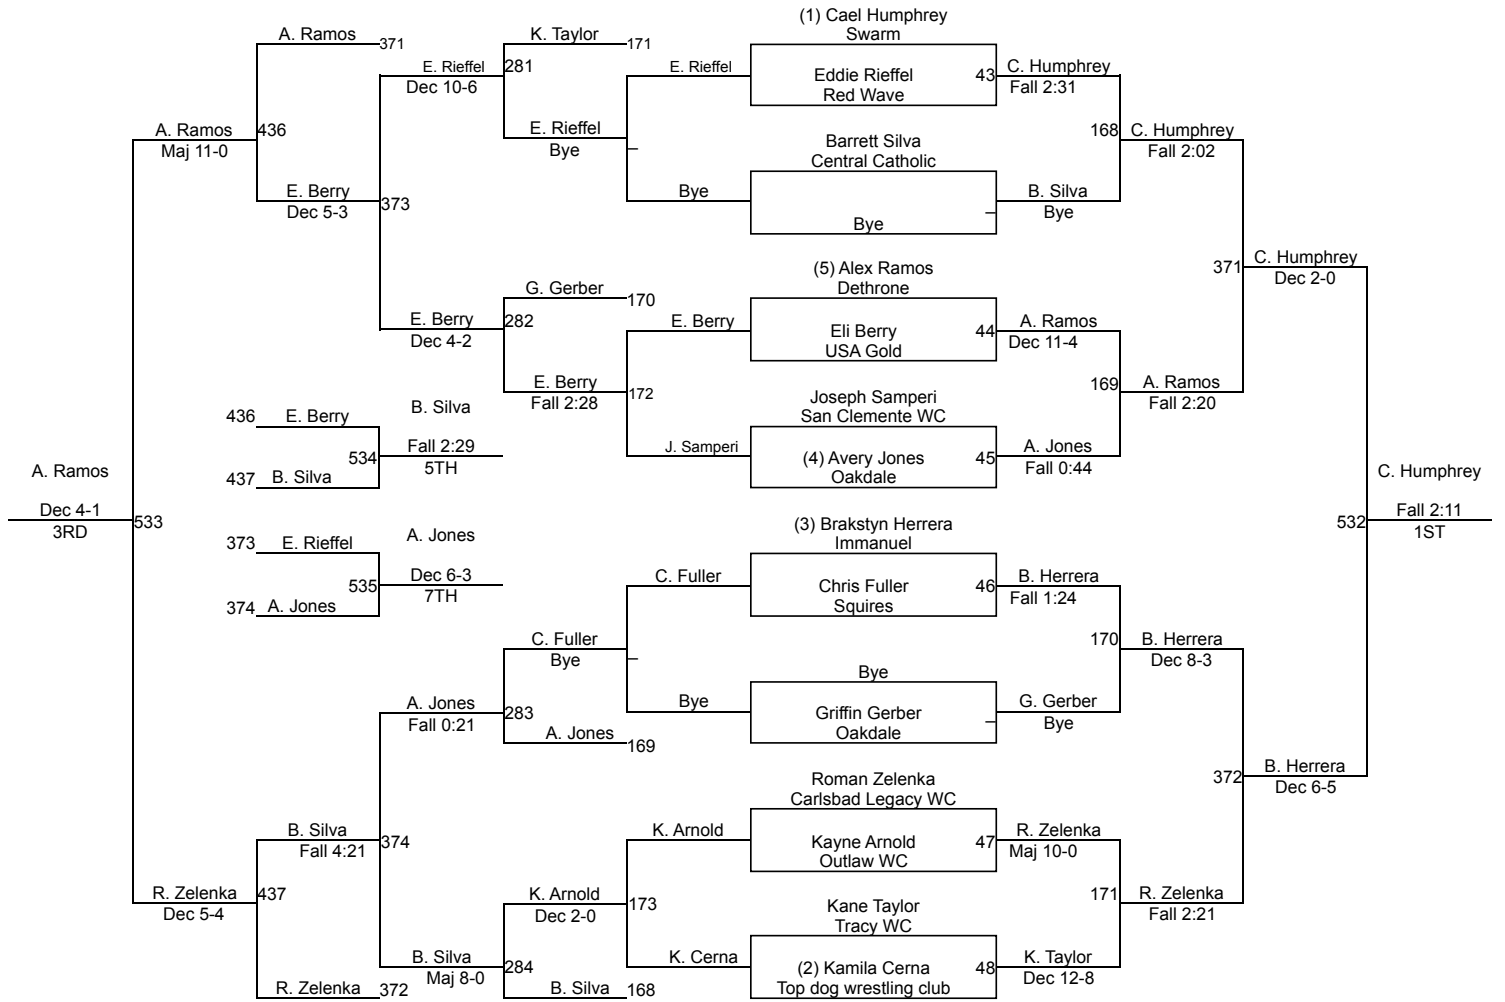 (1) Cael Humphrey
Swarm
A. Ramos
371
K. Taylor
171
E. Rieffel
281
Dec 10-6
E. Rieffel
Eddie Rieffel
43
Red Wave
C. Humphrey
Fall 2:31
A. Ramos
436
Maj 11-0
E. Rieffel
Bye
Barrett Silva
Central Catholic
168
C. Humphrey
Fall 2:02
E. Berry
Dec 5-3
373
Bye
Bye
B. Silva
Bye
(5) Alex Ramos
Dethrone
371
C. Humphrey
Dec 2-0
G. Gerber
170
E. Berry
282
Dec 4-2
E. Berry
Eli Berry
44
USA Gold
A. Ramos
Dec 11-4
E. Berry
Fall 2:28
172
Joseph Samperi
San Clemente WC
169
A. Ramos
Fall 2:20
436
E. Berry
B. Silva
Fall 2:29
5TH
534
437
B. Silva
J. Samperi
(4) Avery Jones
45
Oakdale
A. Jones
Fall 0:44
A. Ramos
Dec 4-1
3RD
533
C. Humphrey
532
Fall 2:11
1ST
373
E. Rieffel
A. Jones
Dec 6-3
7TH
535
374
A. Jones
(3) Brakstyn Herrera
Immanuel
C. Fuller
Chris Fuller
46
Squires
B. Herrera
Fall 1:24
C. Fuller
Bye
170
B. Herrera
Dec 8-3
Bye
A. Jones
283
Fall 0:21
Bye
Griffin Gerber
Oakdale
G. Gerber
Bye
A. Jones
169
372
B. Herrera
Dec 6-5
Roman Zelenka
Carlsbad Legacy WC
B. Silva
Fall 4:21
374
K. Arnold
Kayne Arnold
47
Outlaw WC
R. Zelenka
Maj 10-0
R. Zelenka
Dec 5-4
437
K. Arnold
Dec 2-0
173
Kane Taylor
Tracy WC
171
R. Zelenka
Fall 2:21
B. Silva
Maj 8-0
284
K. Cerna
(2) Kamila Cerna
48
Top dog wrestling club
K. Taylor
Dec 12-8
R. Zelenka
372
B. Silva
168